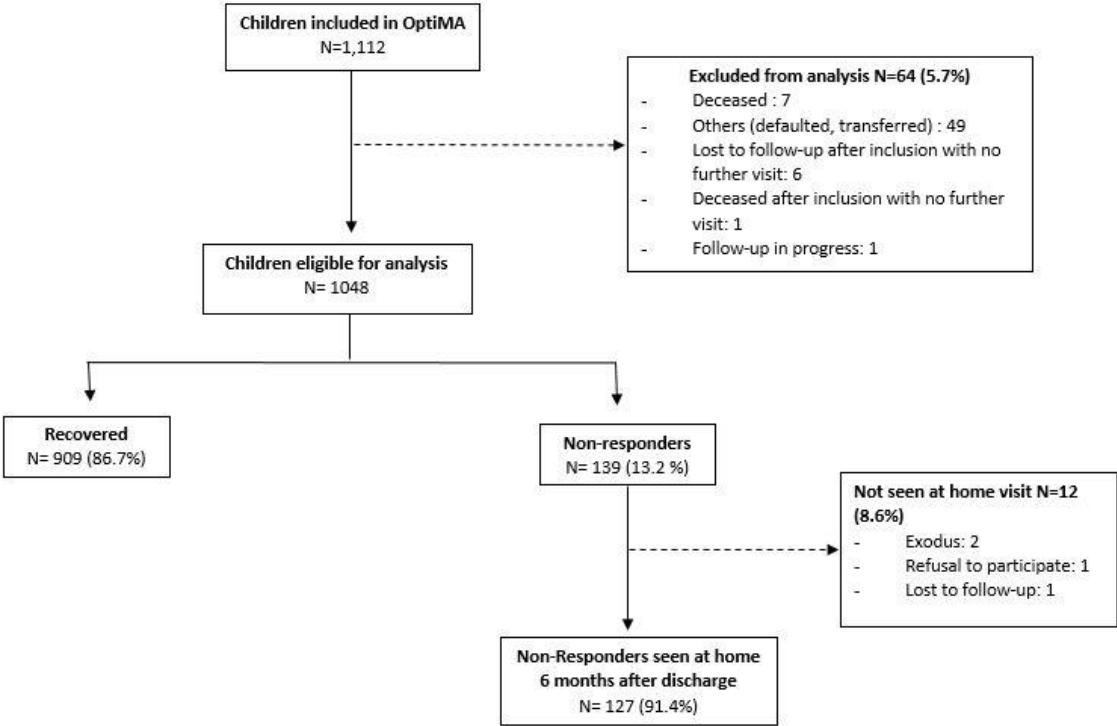 Children included in OptiMA
N=1,112
Excluded from analysis N=64 (5.7%)
- Deceased : 7
- Others (defaulted, transferred) : 49
- Lost to follow-up after inclusion with no
further visit: 6
- Deceased after inclusion with no further
visit: 1
- Follow-up in progress: 1
Children eligible for analysis
N= 1048
Recovered
N= 909 (86.7%)
Non-responders
N= 139 (13.2 %)
Not seen at home visit N=12
(8.6%)
- Exodus: 2
- Refusal to participate: 1
- Lost to follow-up: 1
Non-Responders seen at home
6 months after discharge
N= 127 (91.4%)